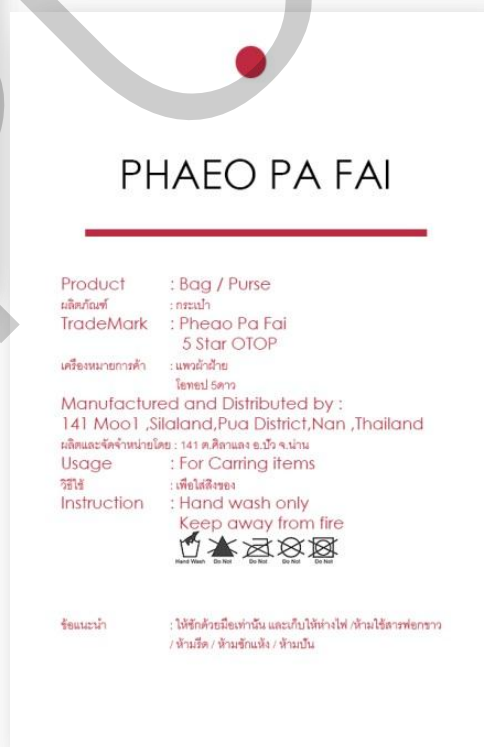 PHAEO PA FAI
Product : Bag / Purse
ผลิตภัณฑ์ : กระเป๋า
TradeMark : Pheao Pa Fai
5 Star OTOP
เครื่องหมายการค้า : แพวผ้าฝ้าย
โอทอป 5ดาว
Manufactured and Distributed by :
141 Moo1 ,Silaland,Pua District,Nan ,Thailand
ผลิตและจัดจำหน่ายโดย : 141 ต.ศิลาแลง อ.ปัว จ.น่าน
Usage : For Carring items
วิธีใช้ : เพื่อใส่สิ่งของ
Instruction : Hand wash only
Keep away from fire
Hand Wash Do Not Do Not Do Not Do Not
ข้อแนะนำ : ให้ซักด้วยมือเท่านั้น และเก็บให้ห่างไฟ /ห้ามใช้สารฟอกขาว
/ ห้ามรีด / ห้ามซักแห้ง / ห้ามปั่น